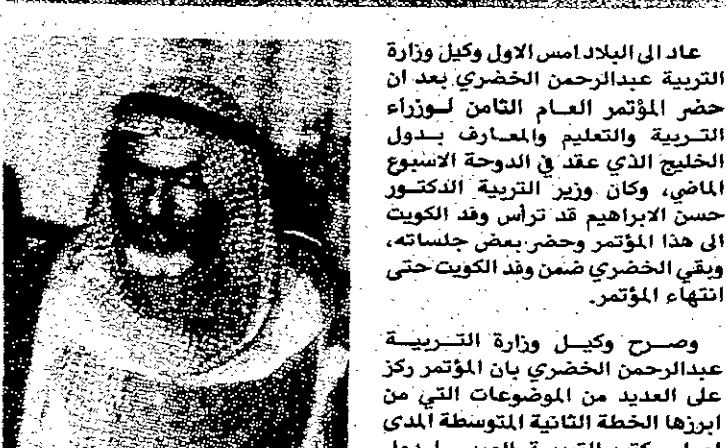 عاد الى البلاد امس الاول وكيل وزارة
التربية عبدالرحمن الخضري بعد ان
حضر المؤتمر العام الثامن لوزراء
التربية والتعليم والمعارف بدول
الخليج الذي عقد في الدوحة الاسبوع
الماضي، وكان وزير التربية الدكتور
حسن الابراهيم قد ترأس وفد الكويت
الى هذا المؤتمر وحضر بعض جلساته،
وبقي الخضري ضمن وفد الكويت حتى
انتهاء المؤتمر.
وصرح وكيل وزارة التربية
عبدالرحمن الخضري بان المؤتمر ركز
على العديد من الموضوعات التي من
ابرزها الخطة الثانية المتوسطة المدى